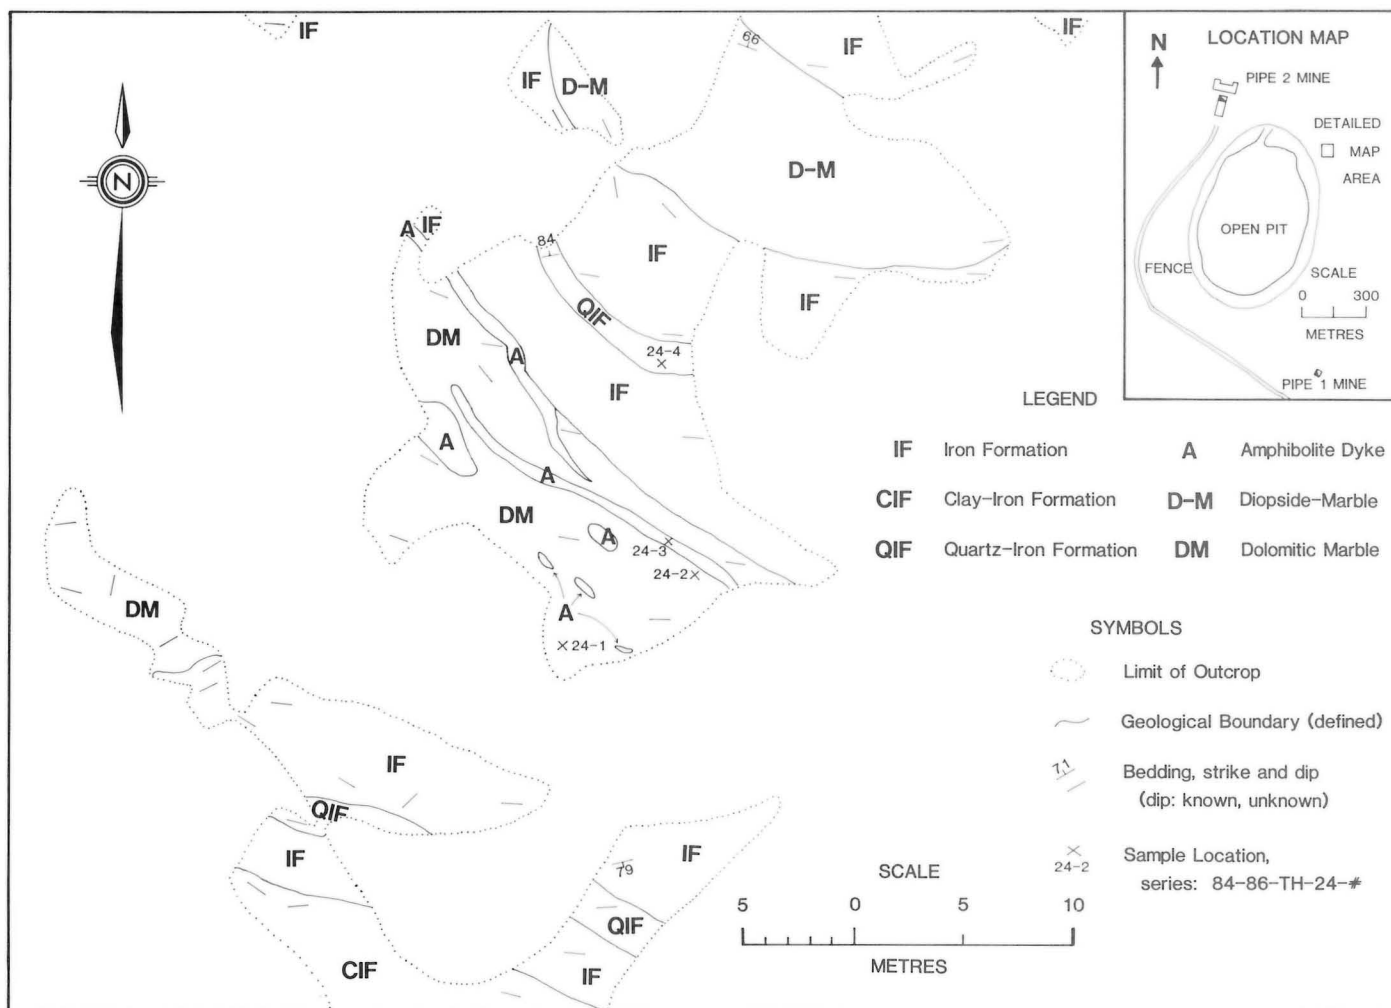 IF
66
IF
IF
IF
D-M
D-M
N
A
IF
84
IF
IF
QIF
DM
A
24-4
IF
A
A
DM
A
24-3
24-2
A
24-1
DM
IF
QIF
IF
79
IF
QIF
CIF
IF
LOCATION MAP
N
PIPE 2 MINE
DETAILED
MAP
AREA
OPEN PIT
FENCE
SCALE
0 300
METRES
PIPE 1 MINE
LEGEND
IF Iron Formation
A Amphibolite Dyke
CIF Clay-Iron Formation
D-M Diopside-Marble
QIF Quartz-Iron Formation
DM Dolomitic Marble
SYMBOLS
Limit of Outcrop
Geological Boundary (defined)
71
Bedding, strike and dip
(dip: known, unknown)
24-2
Sample Location,
series: 84-86-TH-24-#
SCALE
5 0 5 10
METRES